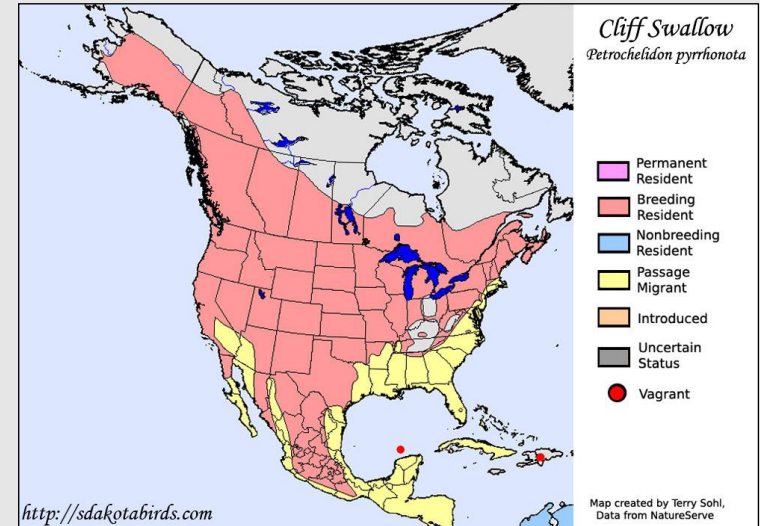 Cliff Swallow
Petrochelidon pyrrhonota
Permanent
Resident
Breeding
Resident
Nonbreeding
Resident
Passage
Migrant
Introduced
Uncertain
Status
Vagrant
http://sdakotabirds.com
Map created by Terry Sohl,
Data from NatureServe